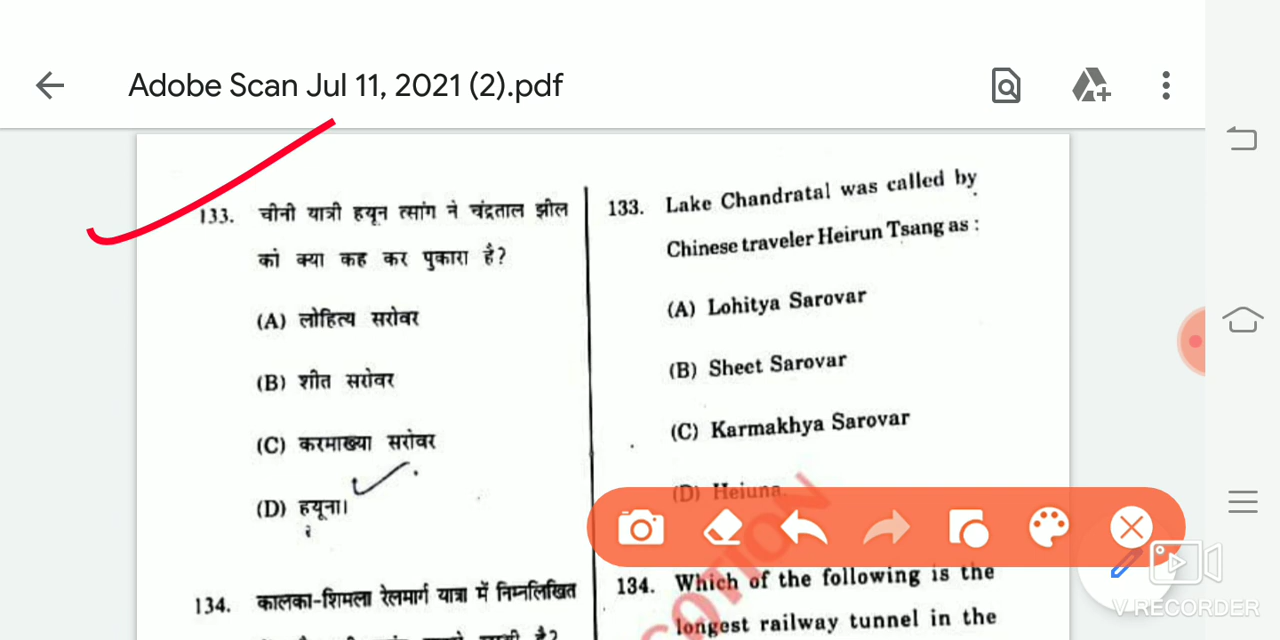 Adobe Scan Jul 11, 2021 (2).pdf
133. चीनी यात्री हयून त्सांग ने चंद्रताल झील
कां क्या कह कर पुकारा है?
(A) लोहित्य सरोवर
(B) शीत सरोवर
(C) करमाख्या सरोवर
(D) हयूना।
134. कालका-शिमला रेलमार्ग यात्रा में निम्नलिखित
133. Lake Chandratal was called by
Chinese traveler Heirun Tsang as :
(A) Lohitya Sarovar
(B) Sheet Sarovar
(C) Karmakhya Sarovar
(D) Heiuna.
134. Which of the following is the
longest railway tunnel in the
V RECORDER